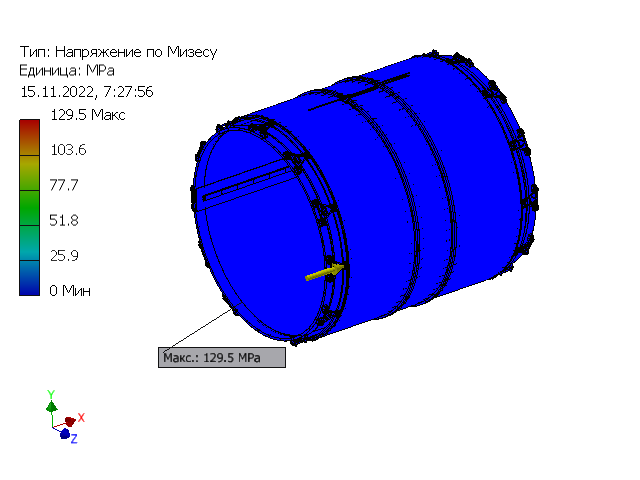 Тип: Напряжение по Мизесу
Единица: MPa
15.11.2022, 7:27:56
129.5 Макс
103.6
77.7
51.8
25.9
0 Мин
Макс.: 129.5 MPa
Y
X
Z